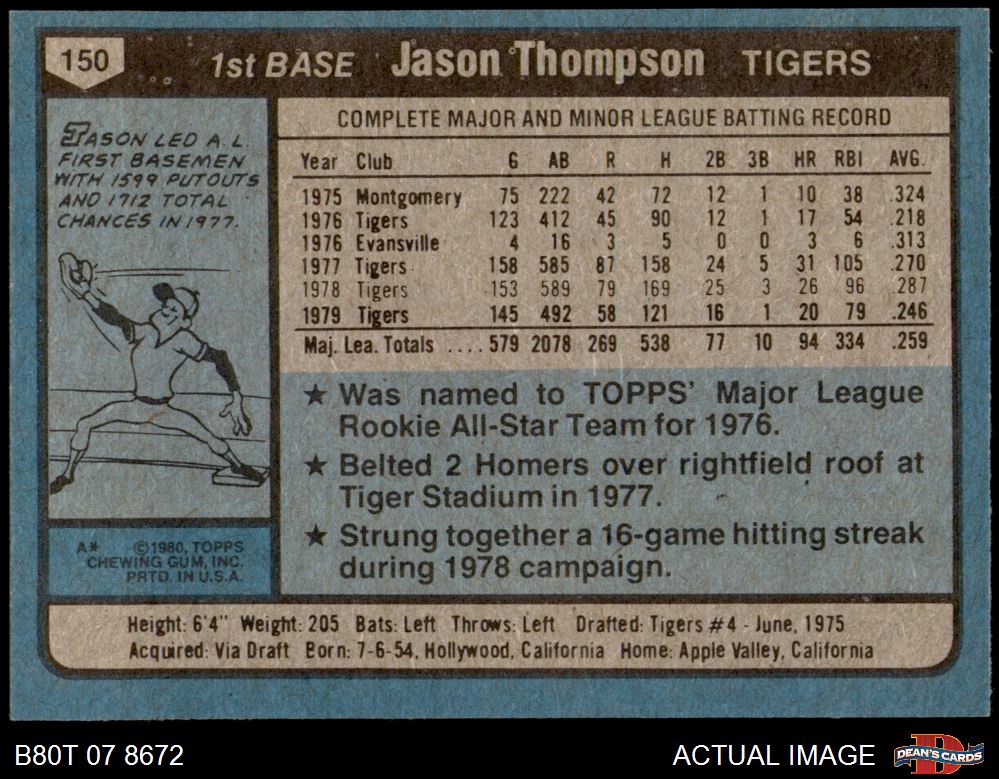 150 1st BASE Jason Thompson TIGERS
JASON LED A.L.
FIRST BASEMEN
WITH 1599 PUTOUTS
AND 1712 TOTAL
CHANCES IN 1977.
COMPLETE MAJOR AND MINOR LEAGUE BATTING RECORD
Year Club G AB R H 2B 3B HR RBI AVG.
1975 Montgomery 75 222 42 72 12 1 10 38 .324
1976 Tigers 123 412 45 90 12 1 17 54 .218
1976 Evansville 4 16 3 5 0 0 3 6 .313
1977 Tigers 158 585 87 158 24 5 31 105 .270
1978 Tigers 153 589 79 169 25 3 26 96 .287
1979 Tigers 145 492 58 121 16 1 20 79 .246
Maj. Lea. Totals ....579 2078 269 538 77 10 94 334 .259
★ Was named to TOPPS' Major League
Rookie All-Star Team for 1976.
★ Belted 2 Homers over rightfield roof at
Tiger Stadium in 1977.
★ Strung together a 16-game hitting streak
during 1978 campaign.
A* ©1980, TOPPS
CHEWING GUM, INC.
PRTD. IN U.S.A.
Height: 6'4" Weight: 205 Bats: Left Throws: Left Drafted: Tigers #4 - June, 1975
Acquired: Via Draft Born: 7-6-54, Hollywood, California Home: Apple Valley, California
B80T 07 8672 ACTUAL IMAGE DEAN'S CARDS